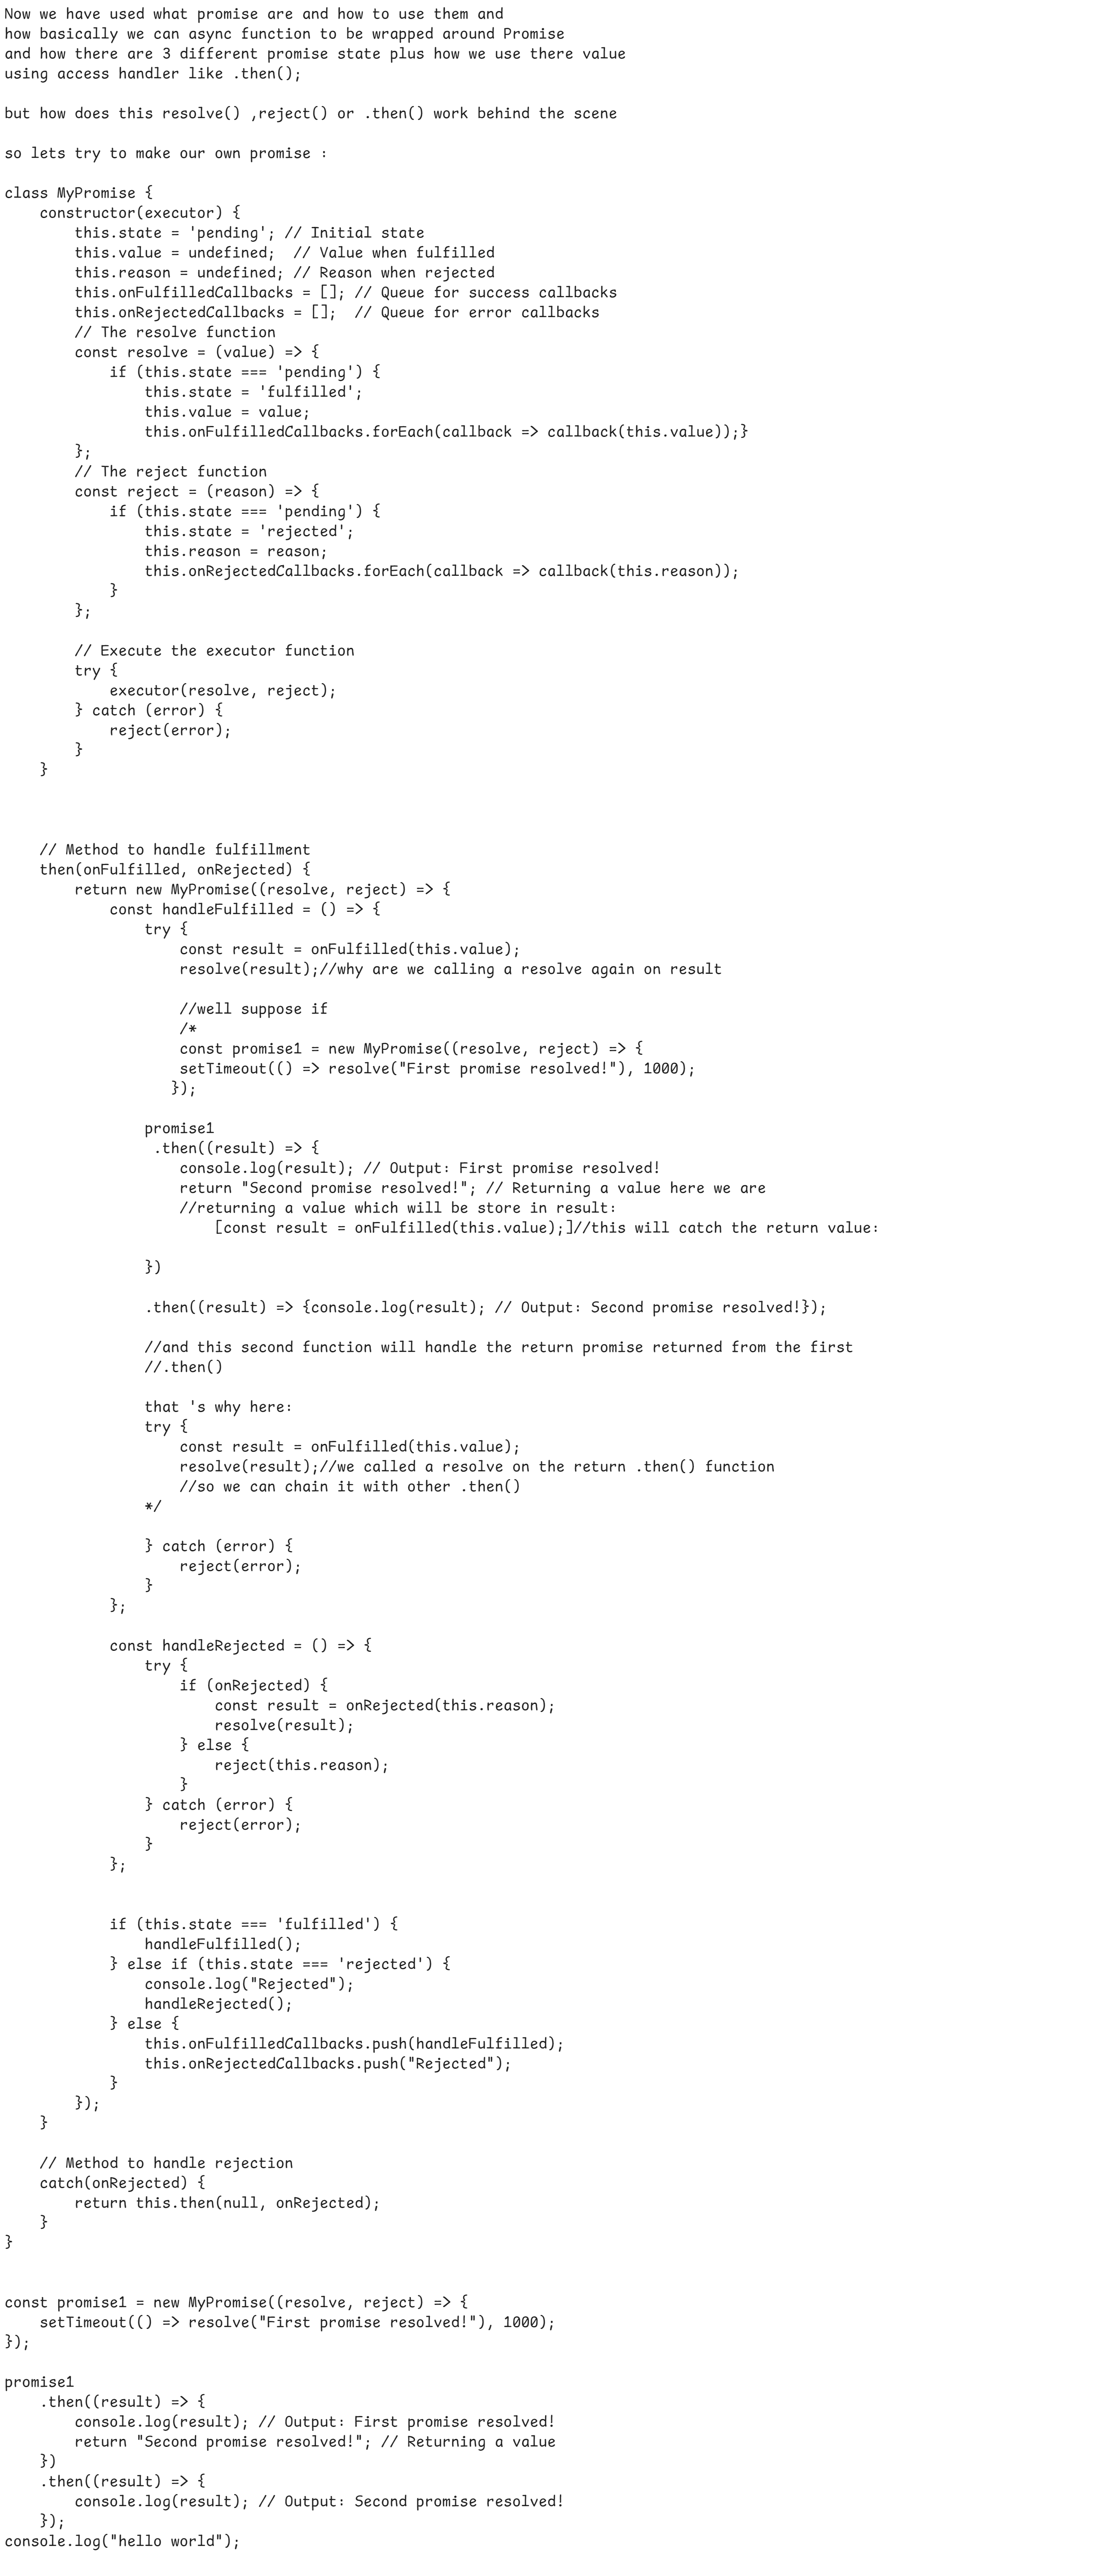 Now we have used what promise are and how to use them and
how basically we can async function to be wrapped around Promise
and how there are 3 different promise state plus how we use there value
using access handler like .then();

but how does this resolve() ,reject() or .then() work behind the scene

so lets try to make our own promise :

class MyPromise {
    constructor(executor) {
        this.state = 'pending'; // Initial state
        this.value = undefined;  // Value when fulfilled
        this.reason = undefined; // Reason when rejected
        this.onFulfilledCallbacks = []; // Queue for success callbacks
        this.onRejectedCallbacks = [];  // Queue for error callbacks
        // The resolve function
        const resolve = (value) => {
            if (this.state === 'pending') {
                this.state = 'fulfilled';
                this.value = value;
                this.onFulfilledCallbacks.forEach(callback => callback(this.value));}
        };
        // The reject function
        const reject = (reason) => {
            if (this.state === 'pending') {
                this.state = 'rejected';
                this.reason = reason;
                this.onRejectedCallbacks.forEach(callback => callback(this.reason));
            }
        };

        // Execute the executor function
        try {
            executor(resolve, reject);
        } catch (error) {
            reject(error);
        }
    }

    // Method to handle fulfillment
    then(onFulfilled, onRejected) {
        return new MyPromise((resolve, reject) => {
            const handleFulfilled = () => {
                try {
                    const result = onFulfilled(this.value);
                    resolve(result);//why are we calling a resolve again on result

                    //well suppose if
                    /*
                    const promise1 = new MyPromise((resolve, reject) => {
                    setTimeout(() => resolve("First promise resolved!"), 1000);
                   });

                promise1
                 .then((result) => {
                    console.log(result); // Output: First promise resolved!
                    return "Second promise resolved!"; // Returning a value here we are
                    //returning a value which will be store in result:
                        [const result = onFulfilled(this.value);]//this will catch the return value:

                })

                .then((result) => {console.log(result); // Output: Second promise resolved!});

                //and this second function will handle the return promise returned from the first
                //.then()

                that 's why here:
                try {
                    const result = onFulfilled(this.value);
                    resolve(result);//we called a resolve on the return .then() function
                    //so we can chain it with other .then()
                */

                } catch (error) {
                    reject(error);
                }
            };

            const handleRejected = () => {
                try {
                    if (onRejected) {
                        const result = onRejected(this.reason);
                        resolve(result);
                    } else {
                        reject(this.reason);
                    }
                } catch (error) {
                    reject(error);
                }
            };

            if (this.state === 'fulfilled') {
                handleFulfilled();
            } else if (this.state === 'rejected') {
                console.log("Rejected");
                handleRejected();
            } else {
                this.onFulfilledCallbacks.push(handleFulfilled);
                this.onRejectedCallbacks.push("Rejected");
            }
        });
    }

    // Method to handle rejection
    catch(onRejected) {
        return this.then(null, onRejected);
    }
}

const promise1 = new MyPromise((resolve, reject) => {
    setTimeout(() => resolve("First promise resolved!"), 1000);
});

promise1
    .then((result) => {
        console.log(result); // Output: First promise resolved!
        return "Second promise resolved!"; // Returning a value
    })
    .then((result) => {
        console.log(result); // Output: Second promise resolved!
    });
console.log("hello world");